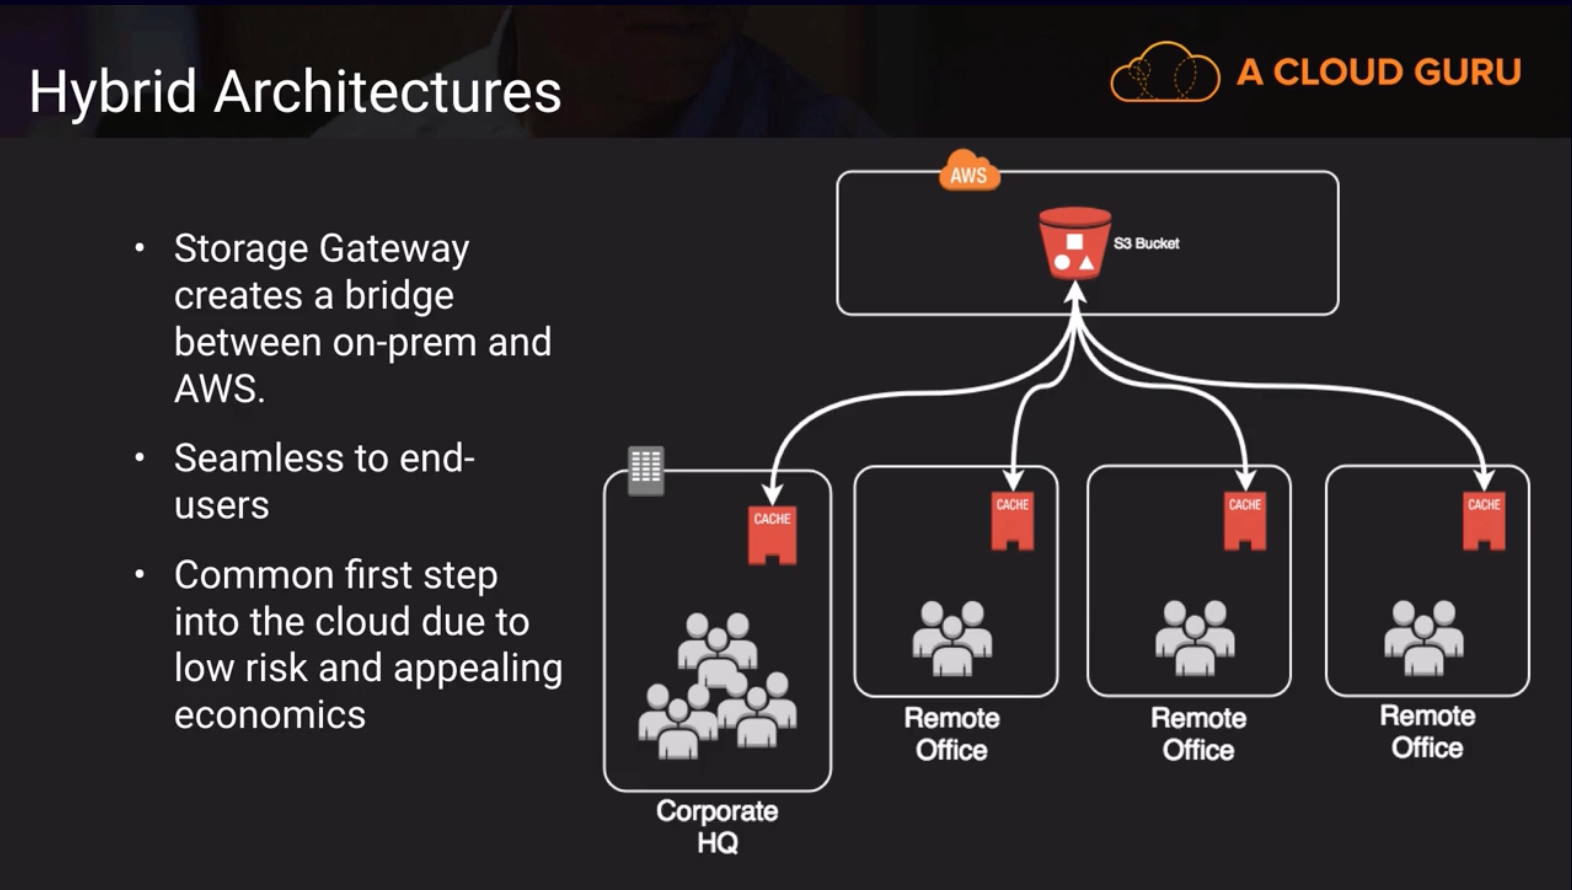 Hybrid Architectures
A CLOUD GURU
• Storage Gateway
creates a bridge
between on-prem and
AWS.
• Seamless to end-
users
• Common first step
into the cloud due to
low risk and appealing
economics
AWS
S3 Bucket
CACHE
CACHE
CACHE
CACHE
Corporate
HQ
Remote
Office
Remote
Office
Remote
Office